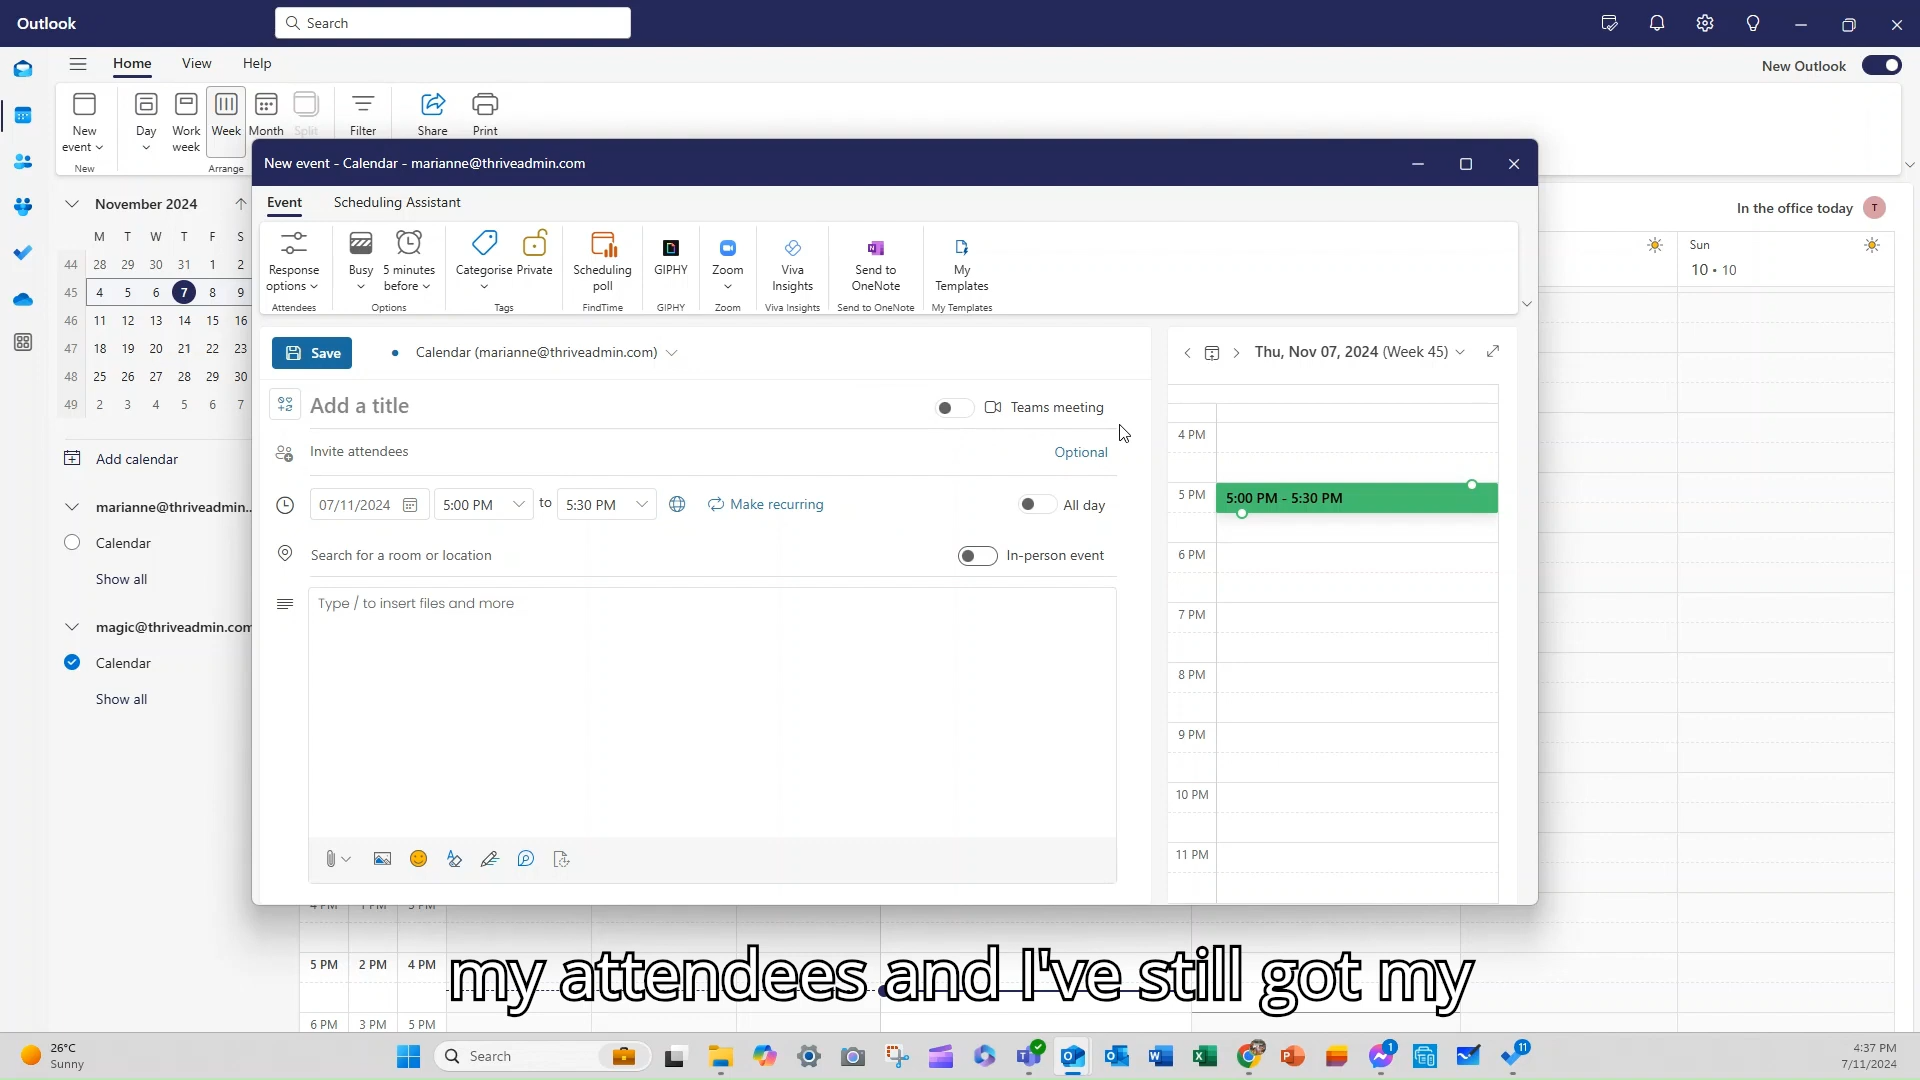 Outlook
Search
Home View Help
New Outlook
New event
Day
Work week
Week
Month
Split
Filter
Share
Print
New
Arrange
New event - Calendar - marianne@thriveadmin.com
Event Scheduling Assistant
Response options
Busy
5 minutes before
Categorise
Private
Scheduling poll
GIPHY
Zoom
Viva Insights
Send to OneNote
My Templates
Attendees
Options
Tags
FindTime
GIPHY
Zoom
Viva Insights
Send to OneNote
My Templates
November 2024
M T W T F S
44 28 29 30 31 1 2
45 4 5 6 7 8 9
46 11 12 13 14 15 16
47 18 19 20 21 22 23
48 25 26 27 28 29 30
49 2 3 4 5 6 7
Add calendar
marianne@thriveadmin..
Calendar
Show all
magic@thriveadmin.com
Calendar
Show all
In the office today T
Sun
10 • 10
Save
Calendar (marianne@thriveadmin.com)
Thu, Nov 07, 2024 (Week 45)
Add a title
Teams meeting
Invite attendees
Optional
07/11/2024 5:00 PM to 5:30 PM Make recurring All day
Search for a room or location
In-person event
Type / to insert files and more
4 PM
5 PM 5:00 PM - 5:30 PM
6 PM
7 PM
8 PM
9 PM
10 PM
11 PM
4 PM 1 PM 3 PM
5 PM 2 PM 4 PM
6 PM 3 PM 5 PM
my attendees and I've still got my
26°C
Sunny
Search
1
11
4:37 PM
7/11/2024